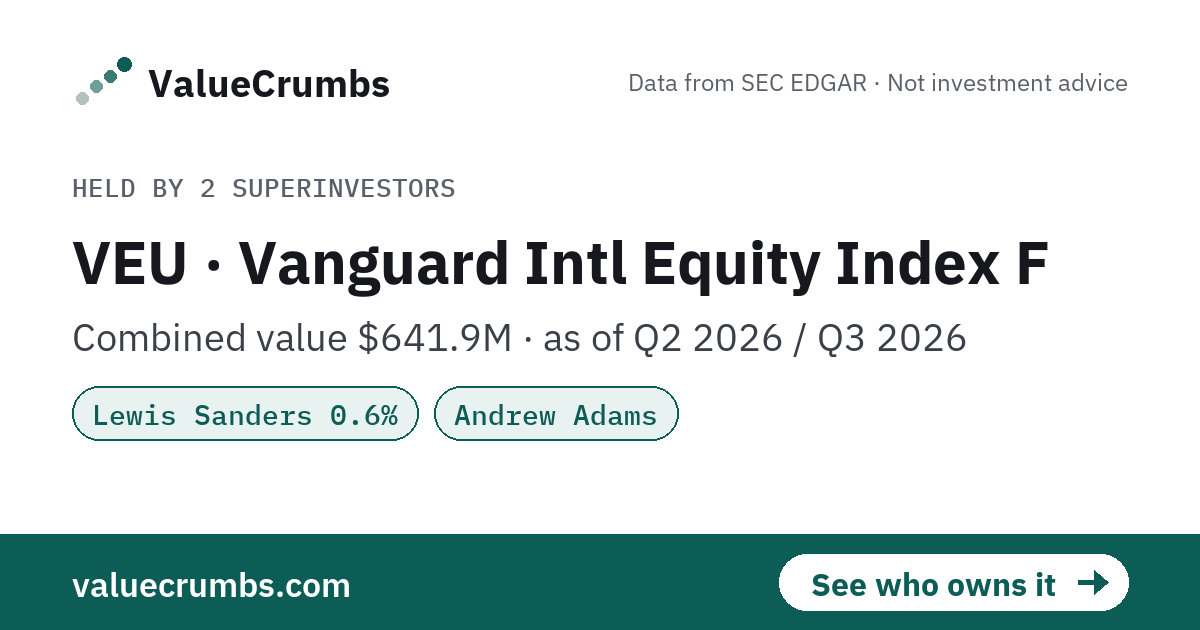 ValueCrumbs
Data from SEC EDGAR · Not investment advice
HELD BY 2 SUPERINVESTORS
VEU · Vanguard Intl Equity Index F
Combined value $641.9M · as of Q2 2026 / Q3 2026
Lewis Sanders 0.6%
Andrew Adams
valuecrumbs.com
See who owns it →